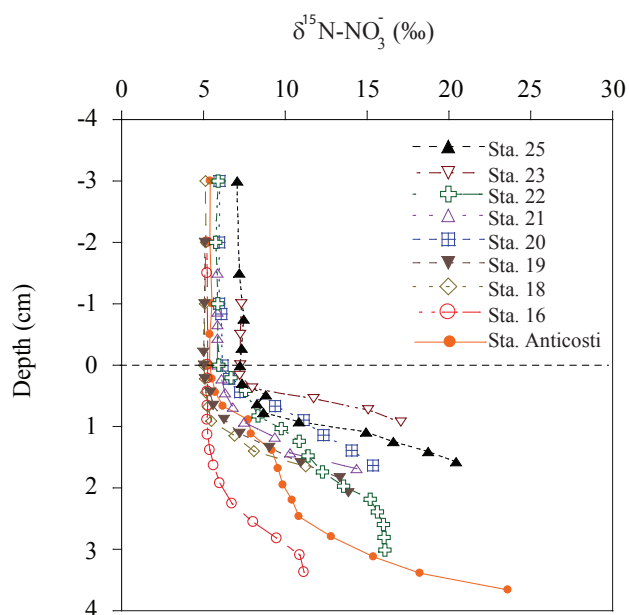 δ¹⁵N-NO₃⁻ (‰)
0 5 10 15 20 25 30
-4
-3
-2
-1
0
1
2
3
4
Depth (cm)
Sta. 25
Sta. 23
Sta. 22
Sta. 21
Sta. 20
Sta. 19
Sta. 18
Sta. 16
Sta. Anticosti